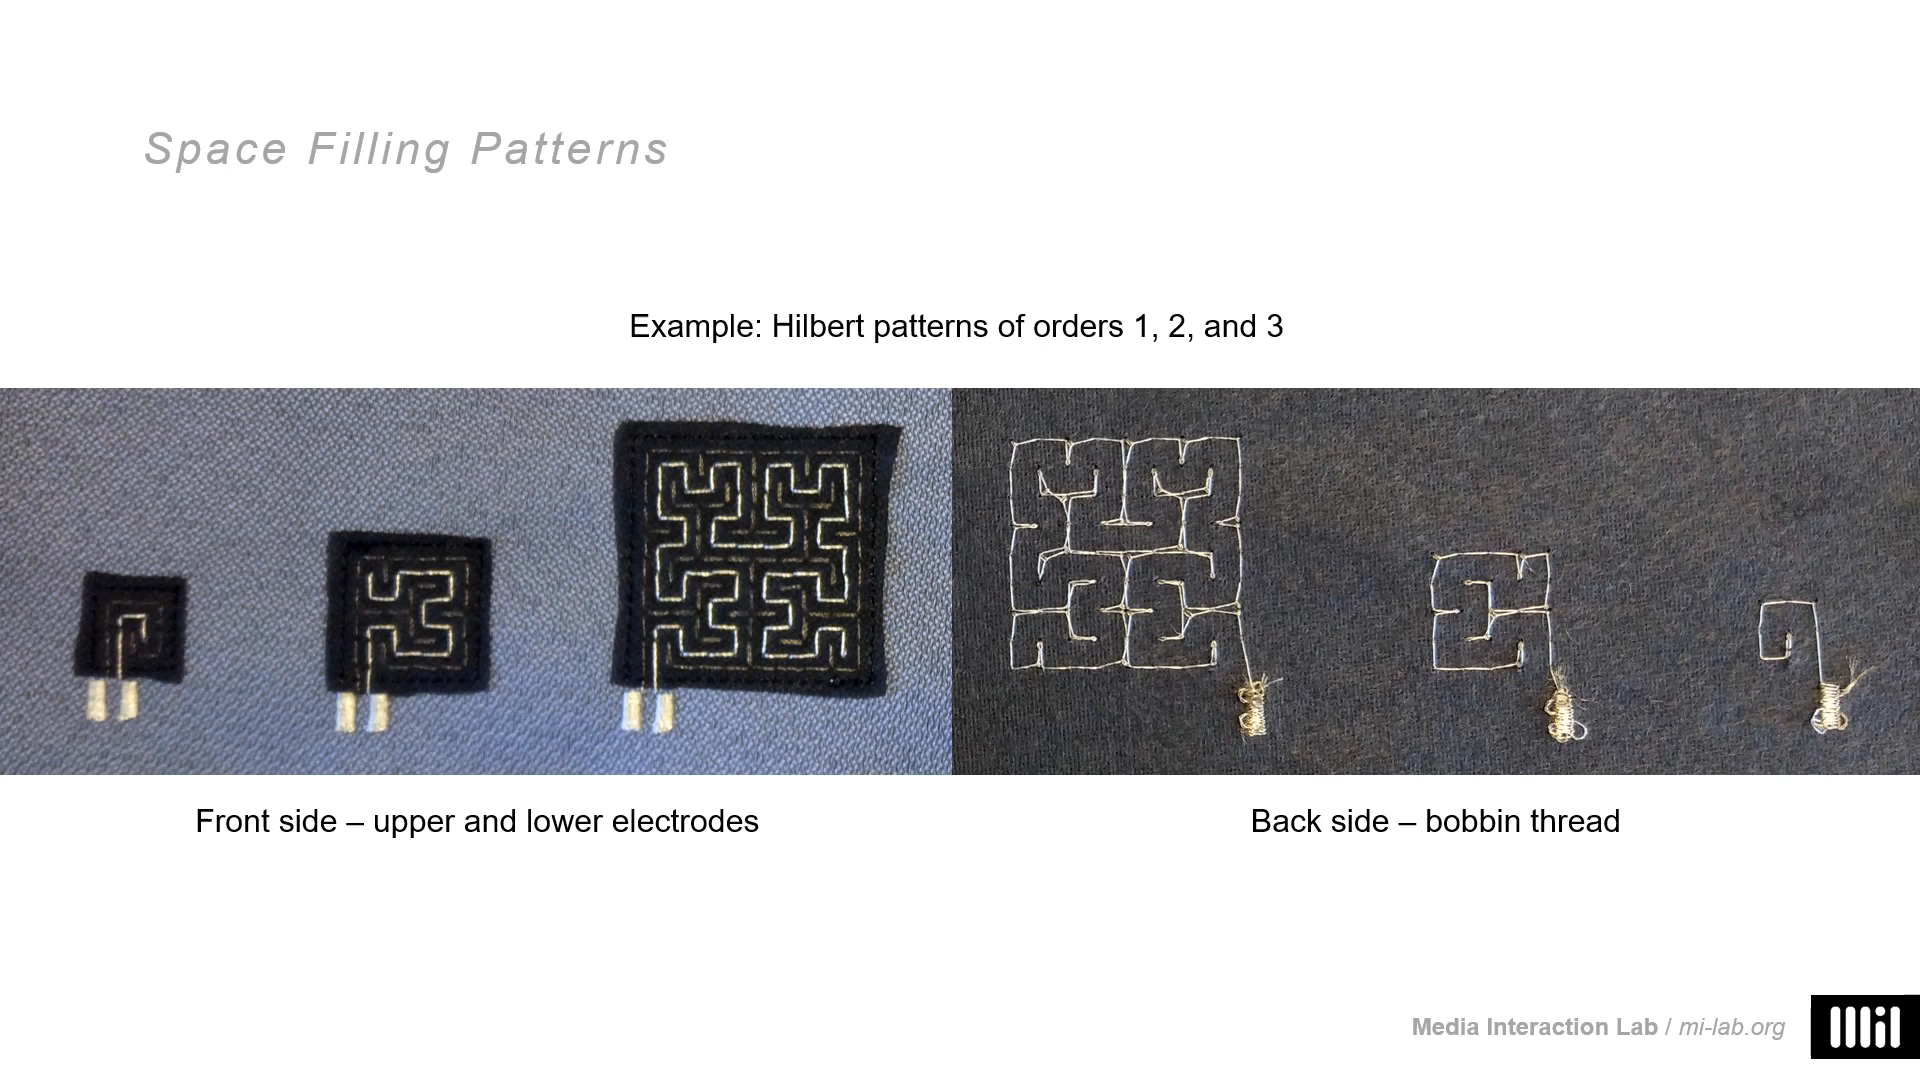 Space Filling Patterns
Example: Hilbert patterns of orders 1, 2, and 3
Front side – upper and lower electrodes
Back side – bobbin thread
Media Interaction Lab / mi-lab.org
mil